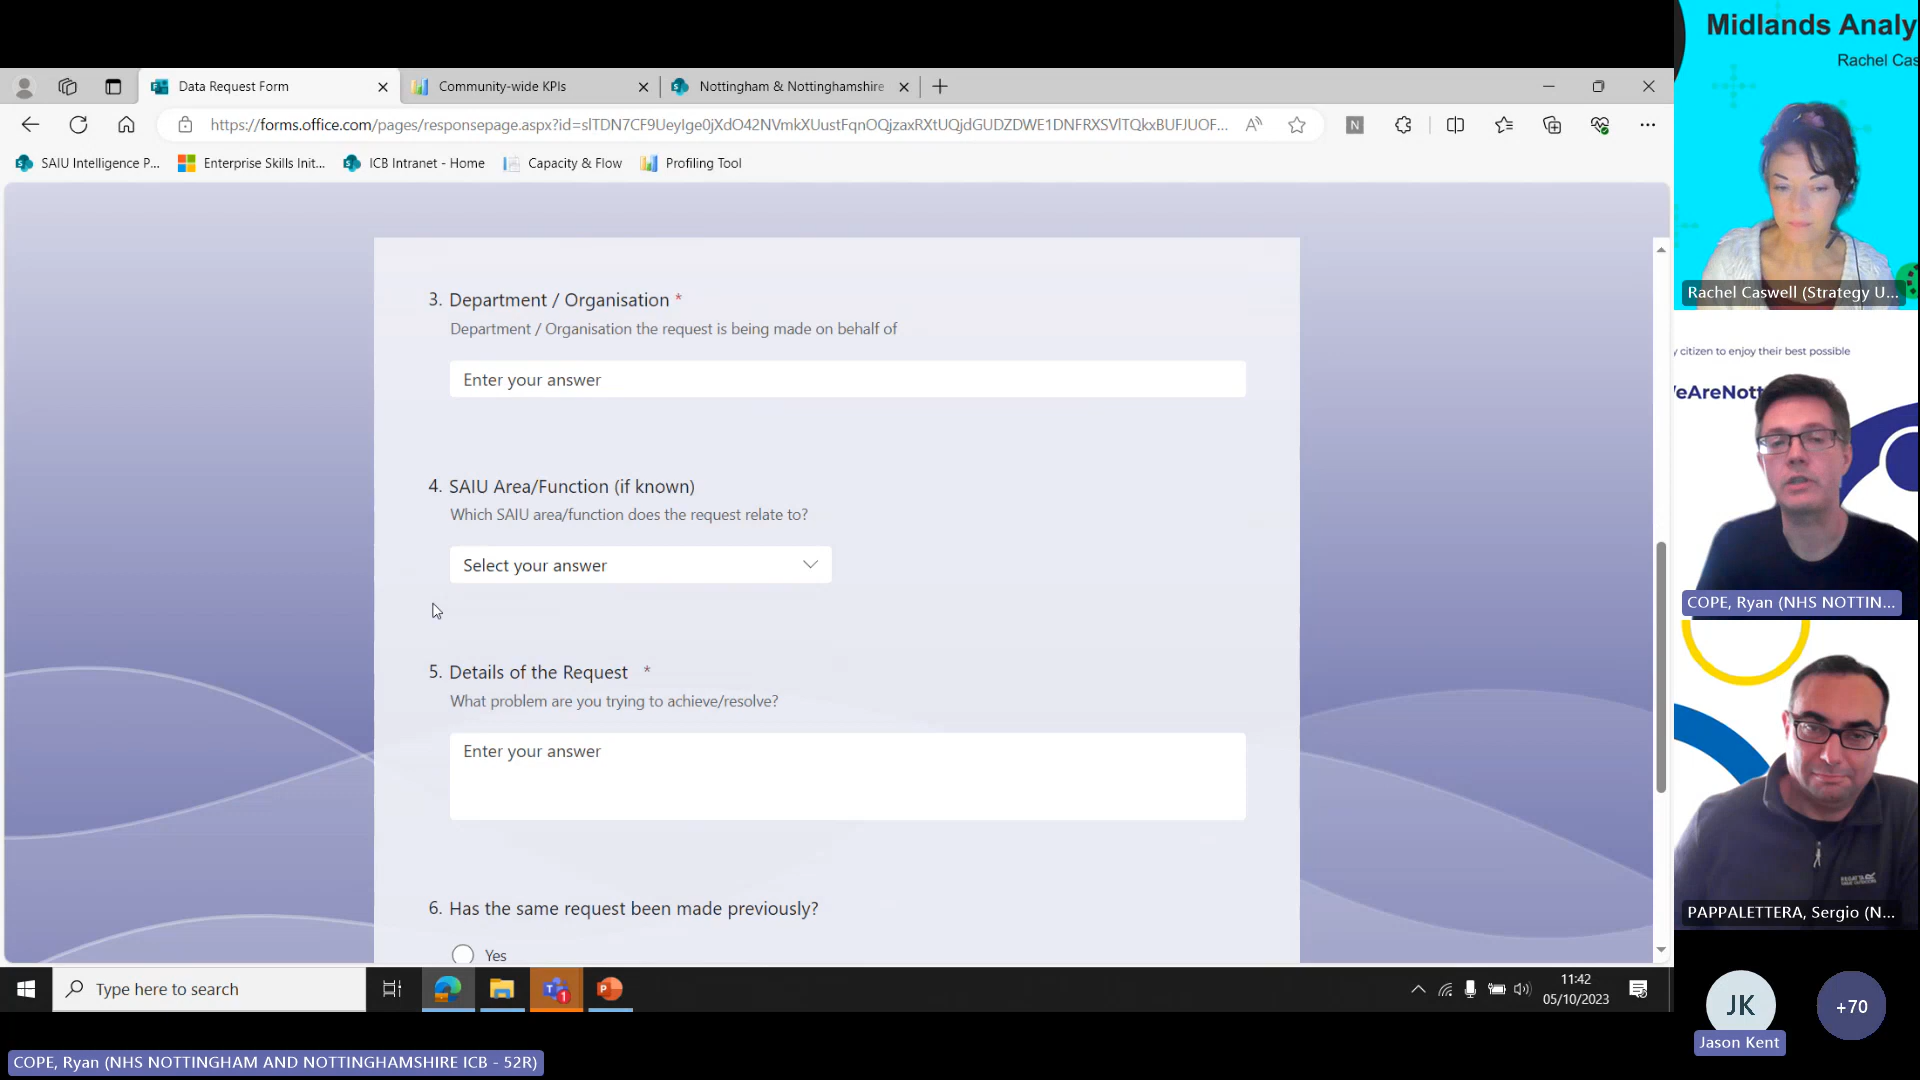 Midlands Analy
Rachel Cas
Data Request Form
Community-wide KPIs
Nottingham & Nottinghamshire
https://forms.office.com/pages/responsepage.aspx?id=slTDN7CF9UeyIge0jXdO42NVmkXUustFqnOQjzaxRXtUQjdGUDZDWE1DNFRXSVlTQkxBUFJUOF...
SAIU Intelligence P...
Enterprise Skills Init...
ICB Intranet - Home
Capacity & Flow
Profiling Tool
3. Department / Organisation *
Department / Organisation the request is being made on behalf of
Enter your answer
4. SAIU Area/Function (if known)
Which SAIU area/function does the request relate to?
Select your answer
5. Details of the Request *
What problem are you trying to achieve/resolve?
Enter your answer
6. Has the same request been made previously?
Yes
Rachel Caswell (Strategy U...
y citizen to enjoy their best possible
eAreNott
COPE, Ryan (NHS NOTTIN...
REGATTA
PAPPALETTERA, Sergio (N...
JK
+70
Jason Kent
Type here to search
1
11:42
05/10/2023
COPE, Ryan (NHS NOTTINGHAM AND NOTTINGHAMSHIRE ICB - 52R)